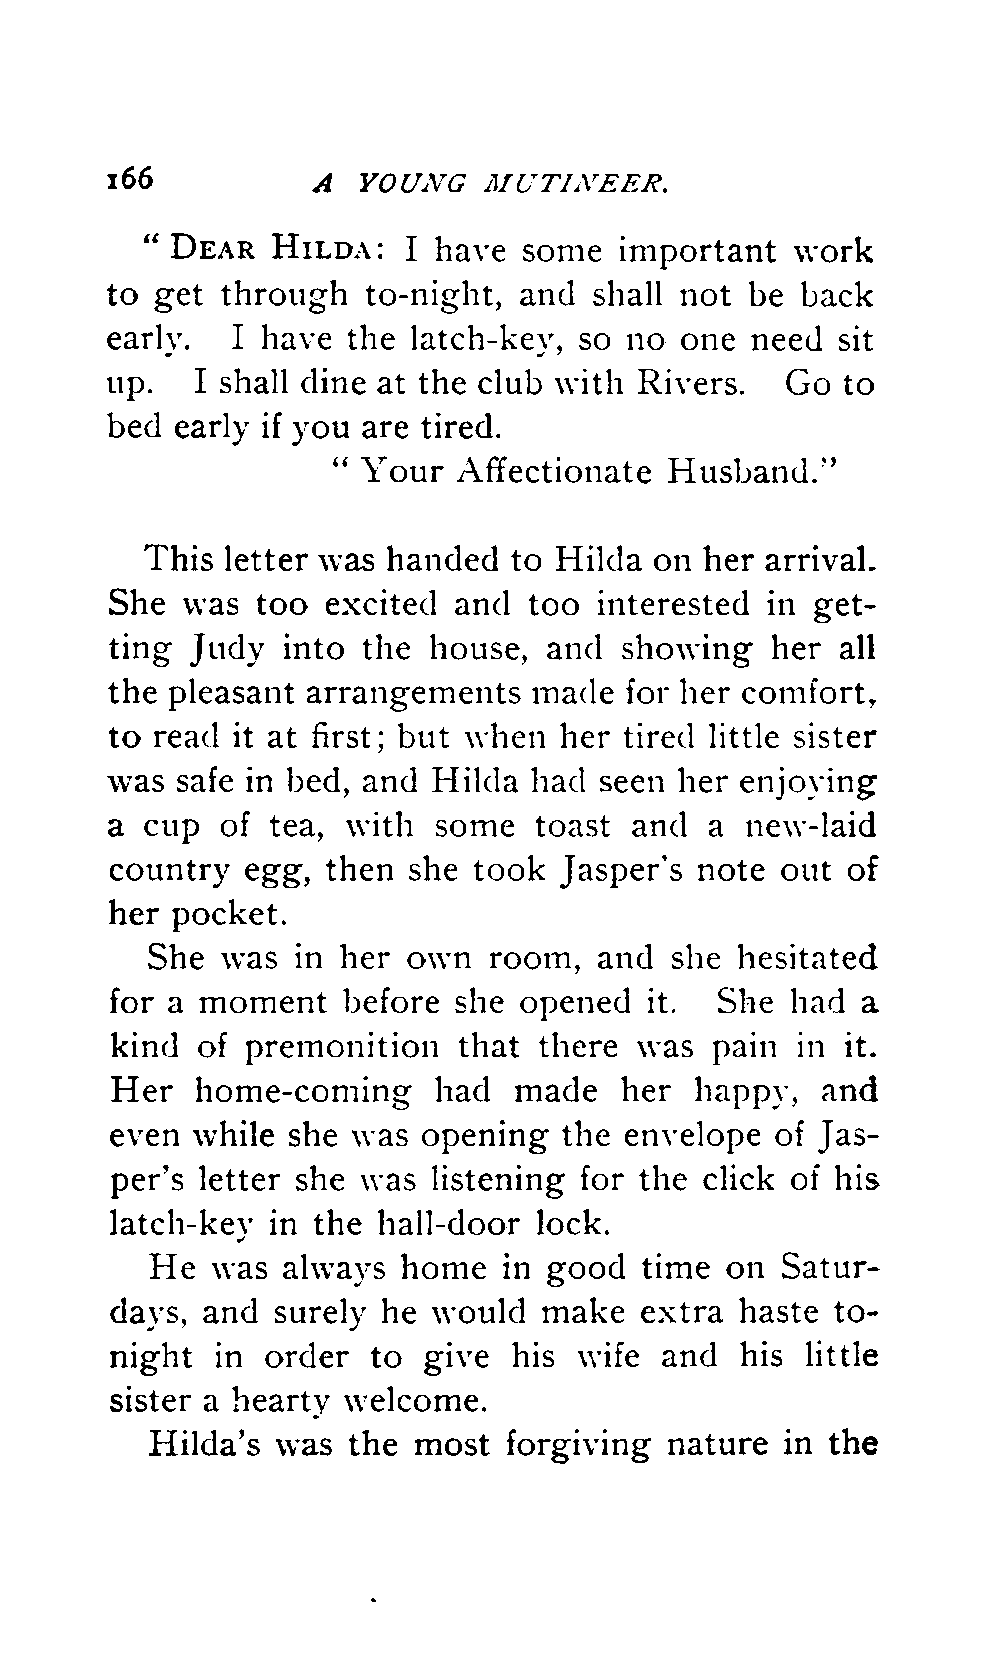 166 A YOUNG MUTINEER.
“ DEAR HILDA: I have some important work
to get through to-night, and shall not be back
early. I have the latch-key, so no one need sit
up. I shall dine at the club with Rivers. Go to
bed early if you are tired.
“ Your Affectionate Husband.”
This letter was handed to Hilda on her arrival.
She was too excited and too interested in get-
ting Judy into the house, and showing her all
the pleasant arrangements made for her comfort,
to read it at first; but when her tired little sister
was safe in bed, and Hilda had seen her enjoying
a cup of tea, with some toast and a new-laid
country egg, then she took Jasper's note out of
her pocket.
She was in her own room, and she hesitated
for a moment before she opened it. She had a
kind of premonition that there was pain in it.
Her home-coming had made her happy, and
even while she was opening the envelope of Jas-
per's letter she was listening for the click of his
latch-key in the hall-door lock.
He was always home in good time on Satur-
days, and surely he would make extra haste to-
night in order to give his wife and his little
sister a hearty welcome.
Hilda's was the most forgiving nature in the